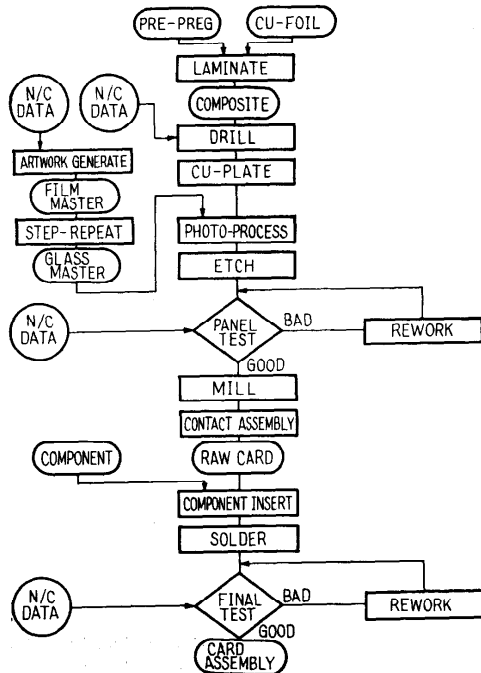 PRE-PREG
CU-FOIL
LAMINATE
COMPOSITE
N/C
DATA
N/C
DATA
DRILL
ARTWORK GENERATE
CU-PLATE
FILM
MASTER
STEP-REPEAT
PHOTO-PROCESS
GLASS
MASTER
ETCH
N/C
DATA
PANEL
TEST
BAD
REWORK
GOOD
MILL
CONTACT ASSEMBLY
COMPONENT
RAW CARD
COMPONENT INSERT
SOLDER
N/C
DATA
FINAL
TEST
BAD
REWORK
GOOD
CARD
ASSEMBLY